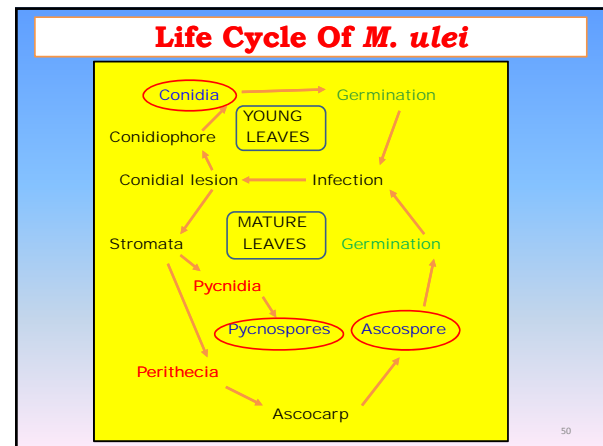 Life Cycle Of M. ulei
Conidia
Germination
YOUNG
LEAVES
Conidiophore
Conidial lesion
Infection
MATURE
LEAVES
Stromata
Germination
Pycnidia
Pycnospores
Ascospore
Perithecia
Ascocarp
50